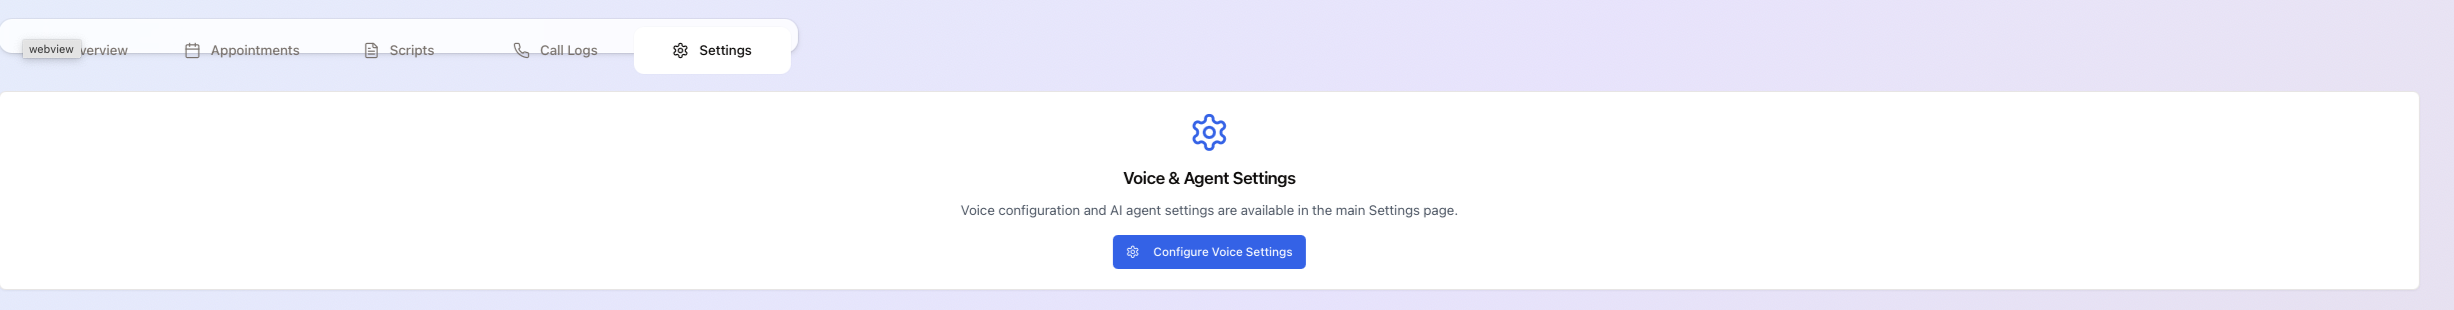 webview verview Appointments Scripts Call Logs Settings
Voice & Agent Settings
Voice configuration and AI agent settings are available in the main Settings page.
Configure Voice Settings